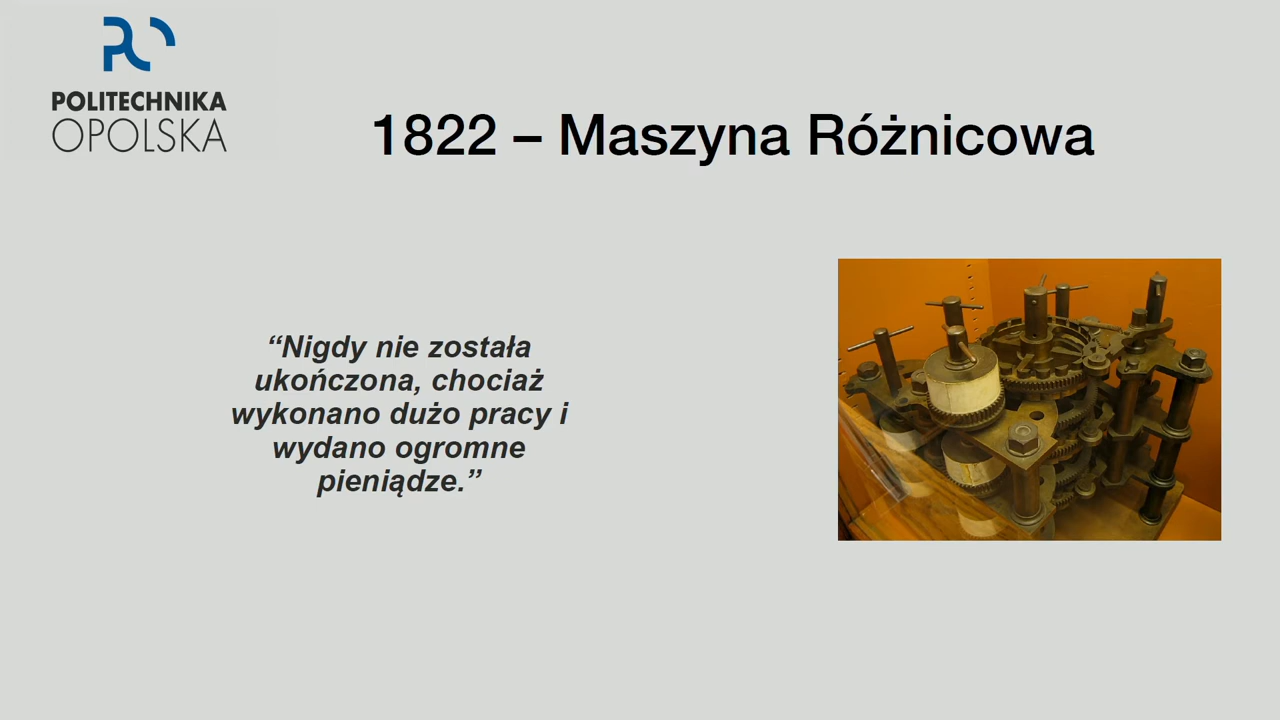 POLITECHNIKA
OPOLSKA
1822 – Maszyna Różnicowa
“Nigdy nie została
ukończona, chociaż
wykonano dużo pracy i
wydano ogromne
pieniądze.”